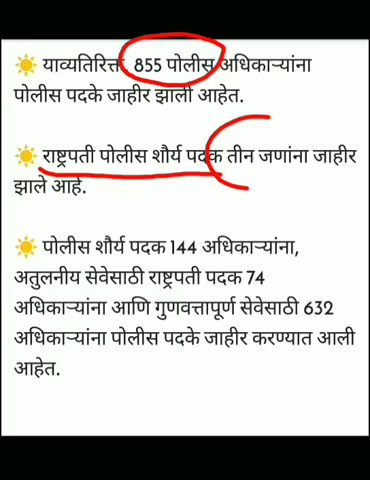 ☀️ याव्यतिरिक्त 855 पोलीस अधिकाऱ्यांना
पोलीस पदके जाहीर झाली आहेत.
☀️ राष्ट्रपती पोलीस शौर्य पदक तीन जणांना जाहीर
झाले आहे.
☀️ पोलीस शौर्य पदक 144 अधिकाऱ्यांना,
अतुलनीय सेवेसाठी राष्ट्रपती पदक 74
अधिकाऱ्यांना आणि गुणवत्तापूर्ण सेवेसाठी 632
अधिकाऱ्यांना पोलीस पदके जाहीर करण्यात आली
आहेत.